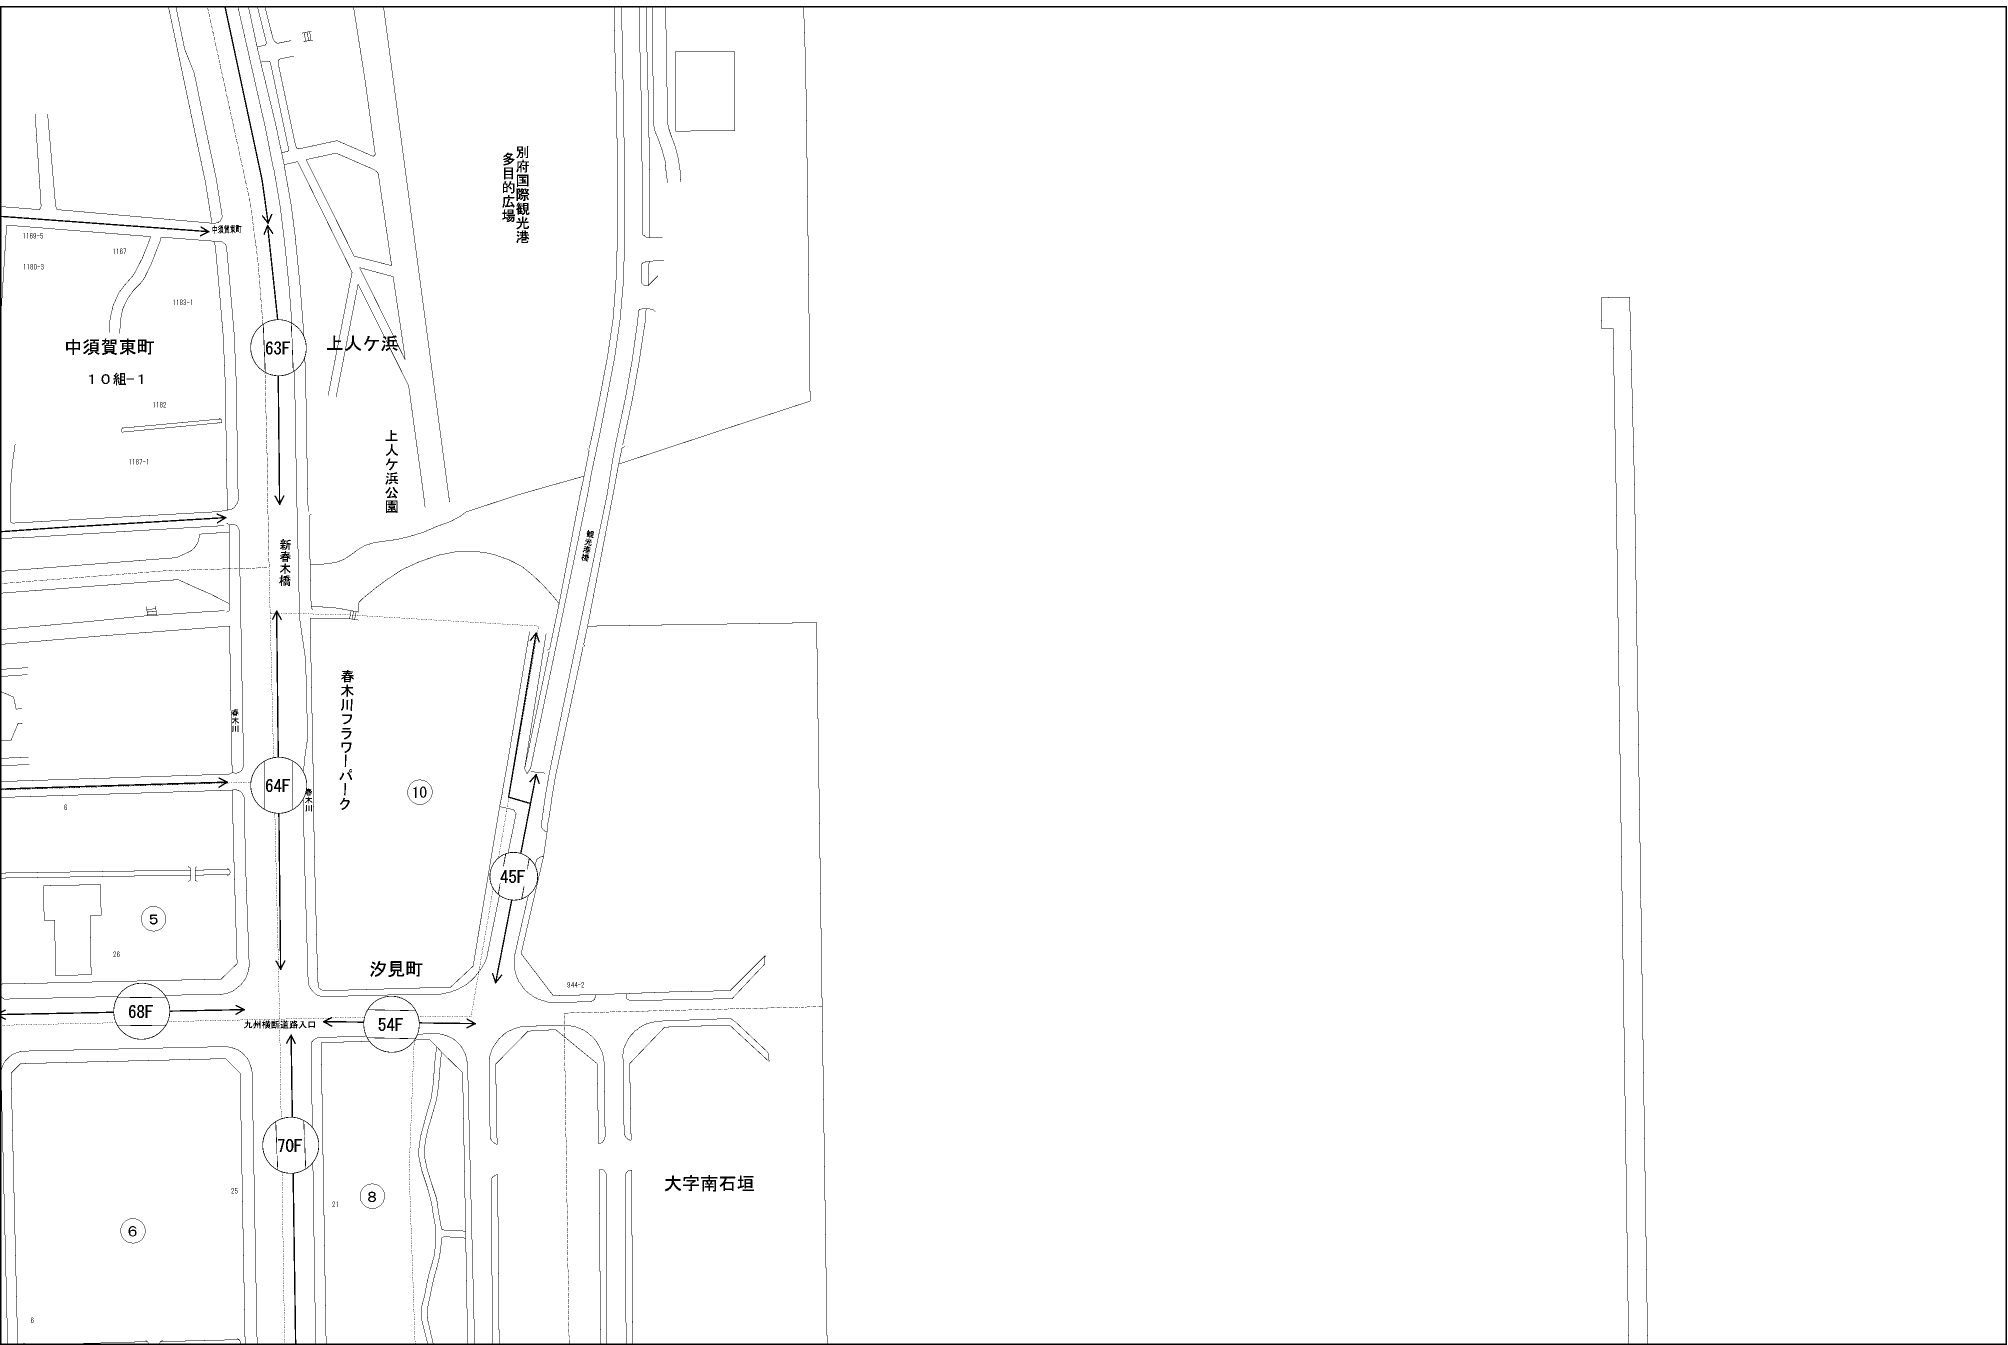 別府国際観光港
多目的広場
中須賀東町
1169-5
1167
1180-3
1183-1
中須賀東町
10組-1
63F
上人ケ浜
1182
1187-1
上人ケ浜公園
新春木橋
観光港橋
春木川フラワーパーク
春木川
64F
春木川
10
6
45F
5
26
汐見町
944-2
68F
九州横断道路入口
54F
70F
大字南石垣
25
21
8
6
6